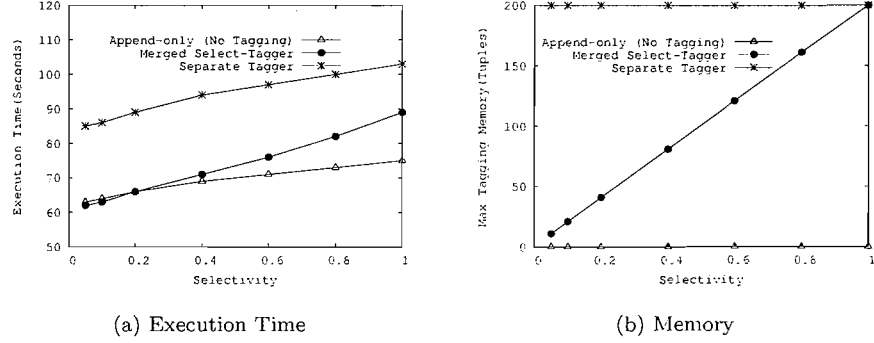 120
110
100
90
80
70
60
50
Execution Time(Seconds)
Append-only (No Tagging)
Merged Select-Tagger
Separate Tagger
0 0.2 0.4 0.6 0.8 1
Selectivity
(a) Execution Time
200
150
100
50
0
Max Tagging Memory(Tuples)
Append-only (No Tagging)
Merged Select-Tagger
Separate Tagger
0 0.2 0.4 0.6 0.8 1
Selectivity
(b) Memory